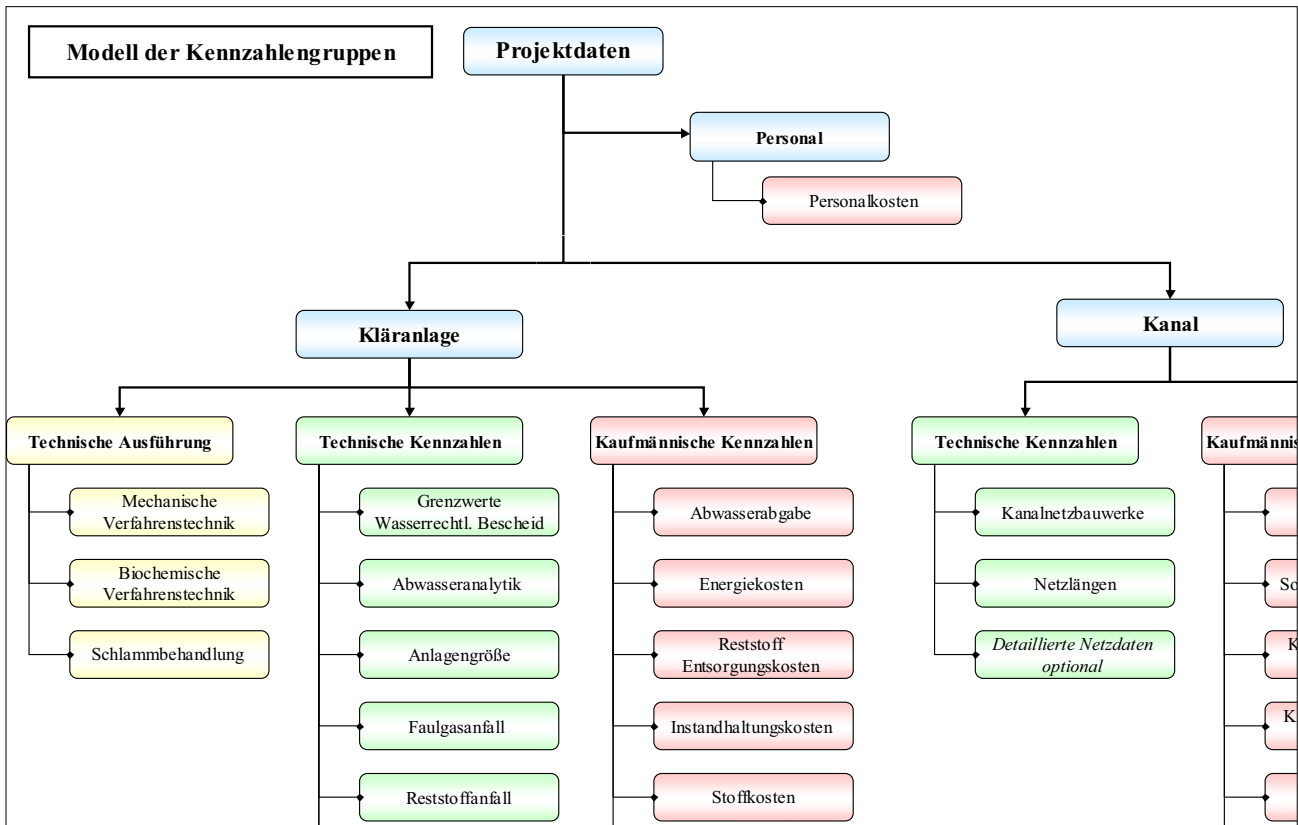 Modell der Kennzahlengruppen
Projektdaten
Personal
Personalkosten
Kläranlage
Kanal
Technische Ausführung
Mechanische
Verfahrenstechnik
Biochemische
Verfahrenstechnik
Schlammbehandlung
Technische Kennzahlen
Grenzwerte
Wasserrechtl. Bescheid
Abwasseranalytik
Anlagengröße
Faulgasanfall
Reststoffanfall
Kaufmännische Kennzahlen
Abwasserabgabe
Energiekosten
Reststoff
Entsorgungskosten
Instandhaltungskosten
Stoffkosten
Technische Kennzahlen
Kanalnetzbauwerke
Netzlängen
Detaillierte Netzdaten
optional